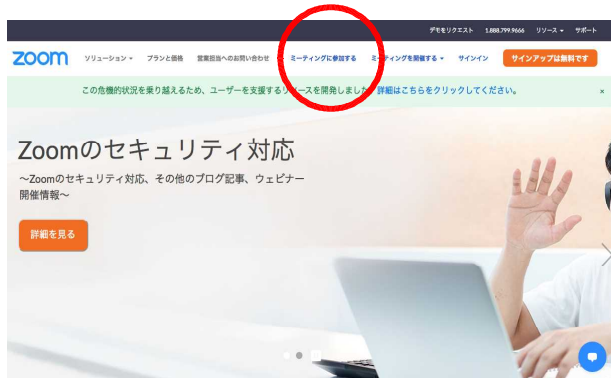 デモをリクエスト 1.888.799.9666 リソース サポート
zoom ソリューション プランと価格 営業担当へのお問い合わせ ミーティングに参加する ミーティングを開催する サインイン サインアップは無料です
この危機的状況を乗り越えるため、ユーザーを支援するリソースを開発しました 詳細はこちらをクリックしてください。 ×
Zoomのセキュリティ対応
〜Zoomのセキュリティ対応、その他のブログ記事、ウェビナー
開催情報〜
詳細を見る